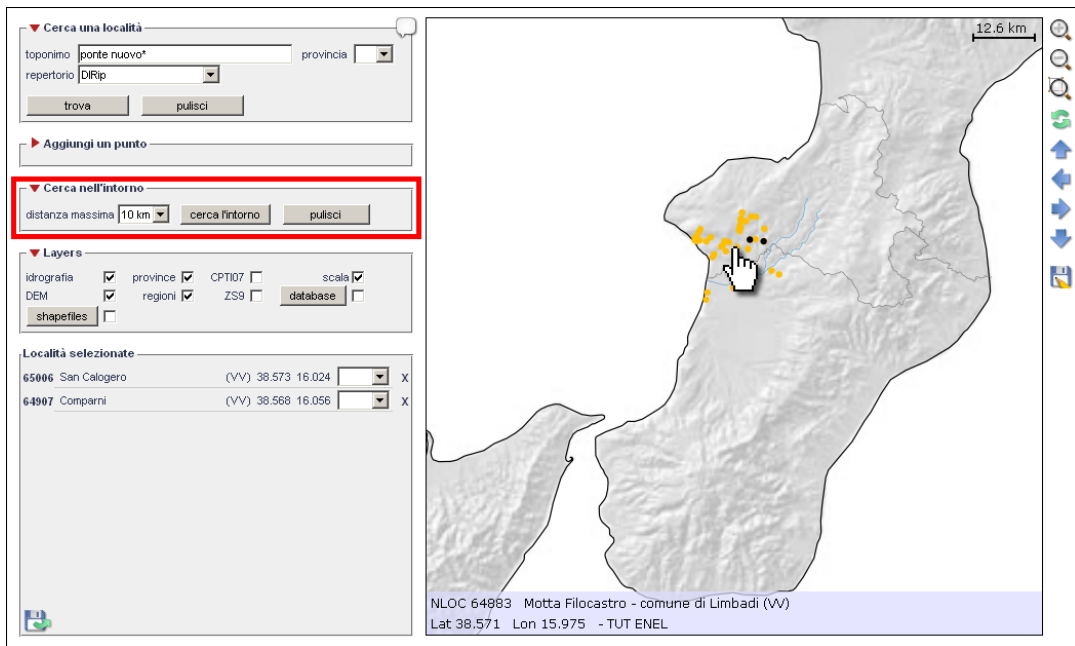 Cerca una località
toponimo ponte nuovo* provincia
repertorio DIRip
trova pulisci
Aggiungi un punto
Cerca nell'intorno
distanza massima 10 km cerca l'intorno pulisci
Layers
idrografia province CPTI07 scala
DEM regioni ZS9 database
shapefiles
Località selezionate
65006 San Calogero (VV) 38.573 16.024 X
64907 Comparni (VV) 38.568 16.056 X
12.6 km
NLOC 64883 Motta Filocastro - comune di Limbadi (VV)
Lat 38.571 Lon 15.975 - TUT ENEL